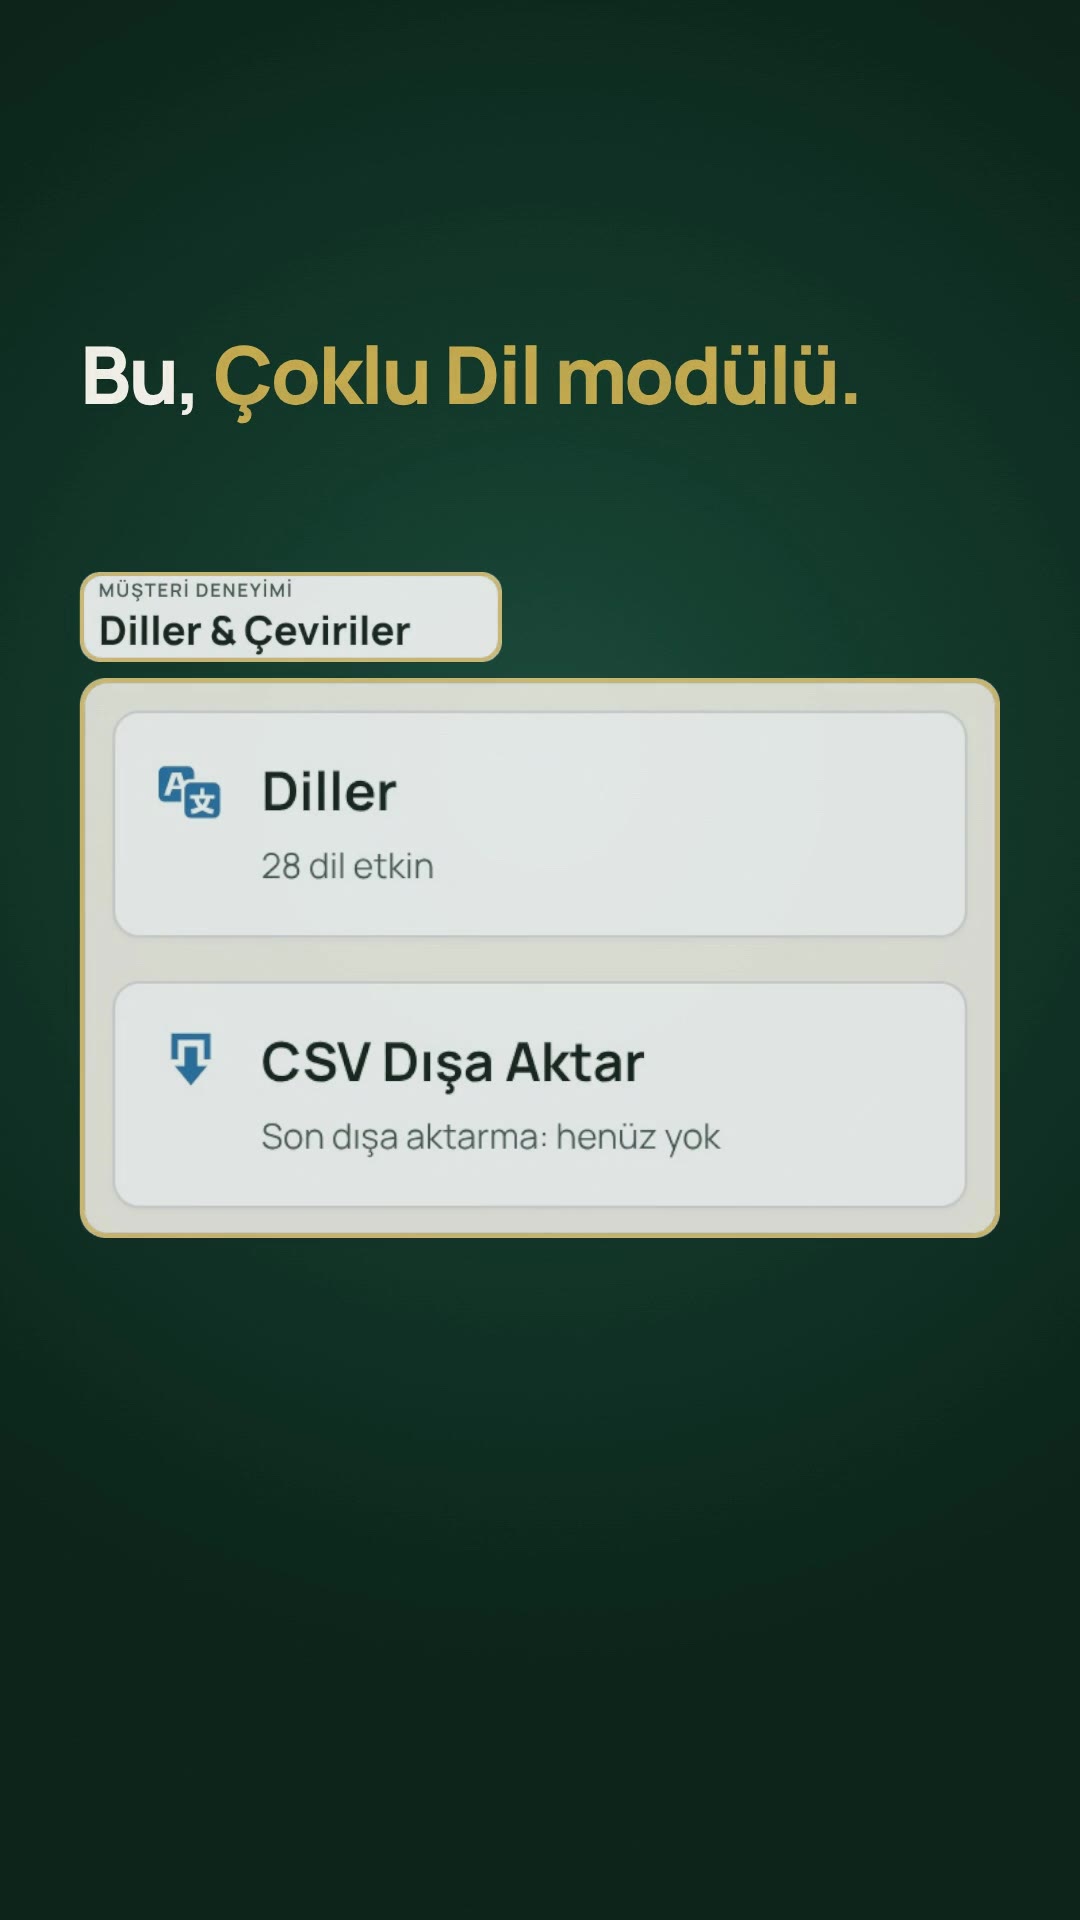 Bu, Çoklu Dil modülü.
MÜŞTERİ DENEYİMİ
Diller & Çeviriler
Diller
28 dil etkin
CSV Dışa Aktar
Son dışa aktarma: henüz yok